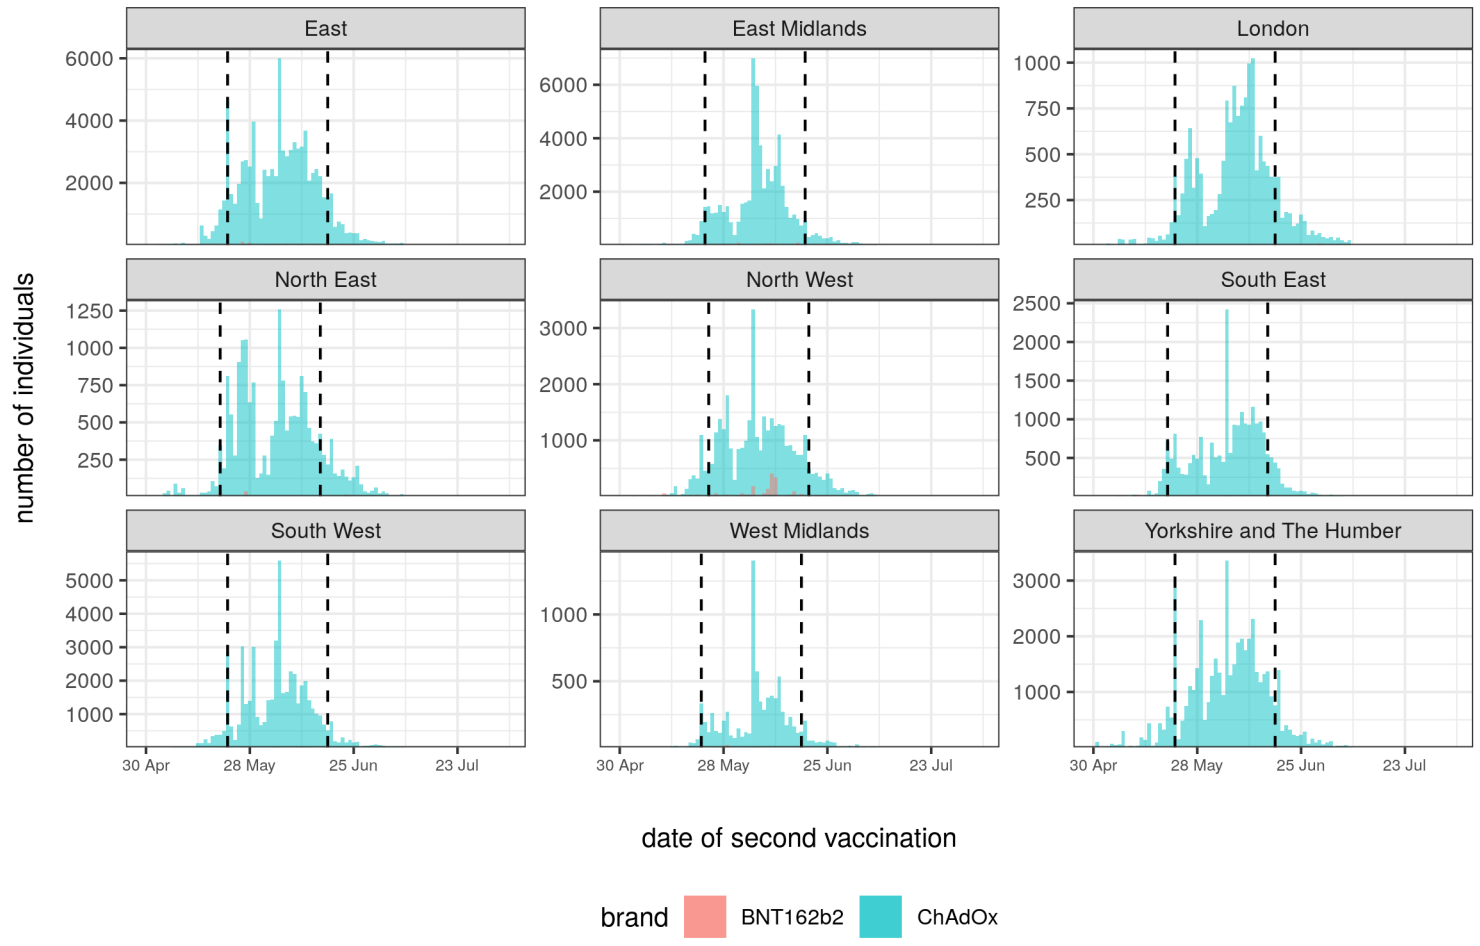 East
East Midlands
London
6000
4000
2000
6000
4000
2000
1000
750
500
250
North East
North West
South East
1250
1000
750
500
250
3000
2000
1000
2500
2000
1500
1000
500
South West
West Midlands
Yorkshire and The Humber
5000
4000
3000
2000
1000
1000
500
3000
2000
1000
30 Apr 28 May 25 Jun 23 Jul
30 Apr 28 May 25 Jun 23 Jul
30 Apr 28 May 25 Jun 23 Jul
number of individuals
date of second vaccination
brand BNT162b2 ChAdOx